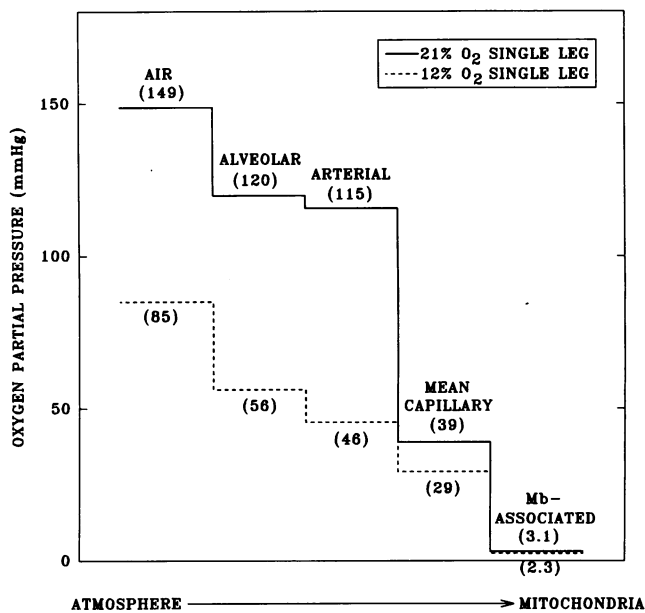 21% O₂ SINGLE LEG
12% O₂ SINGLE LEG
AIR
(149)
ALVEOLAR
(120)
ARTERIAL
(115)
MEAN
CAPILLARY
(39)
Mb-
ASSOCIATED
(3.1)
(2.3)
(85)
(56)
(46)
(29)
150
100
50
0
OXYGEN PARTIAL PRESSURE (mmHg)
ATMOSPHERE
MITOCHONDRIA